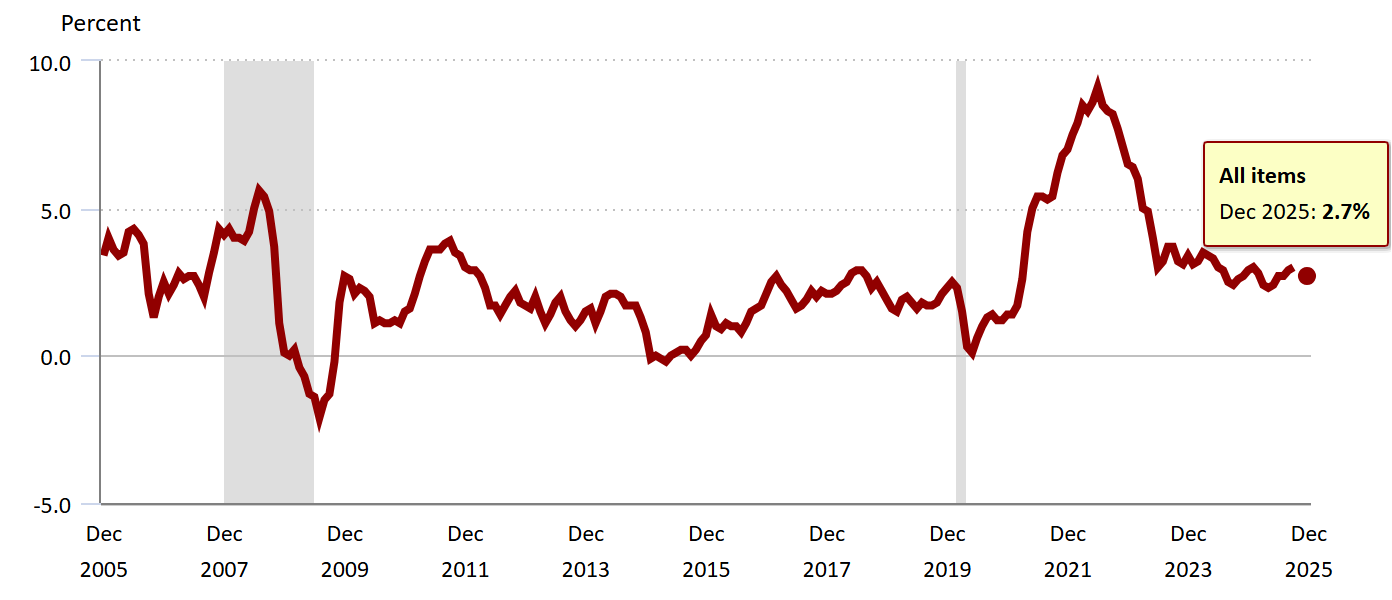 Percent
10.0
5.0
0.0
-5.0
All items
Dec 2025: 2.7%
Dec Dec Dec Dec Dec Dec Dec Dec Dec Dec Dec
2005 2007 2009 2011 2013 2015 2017 2019 2021 2023 2025